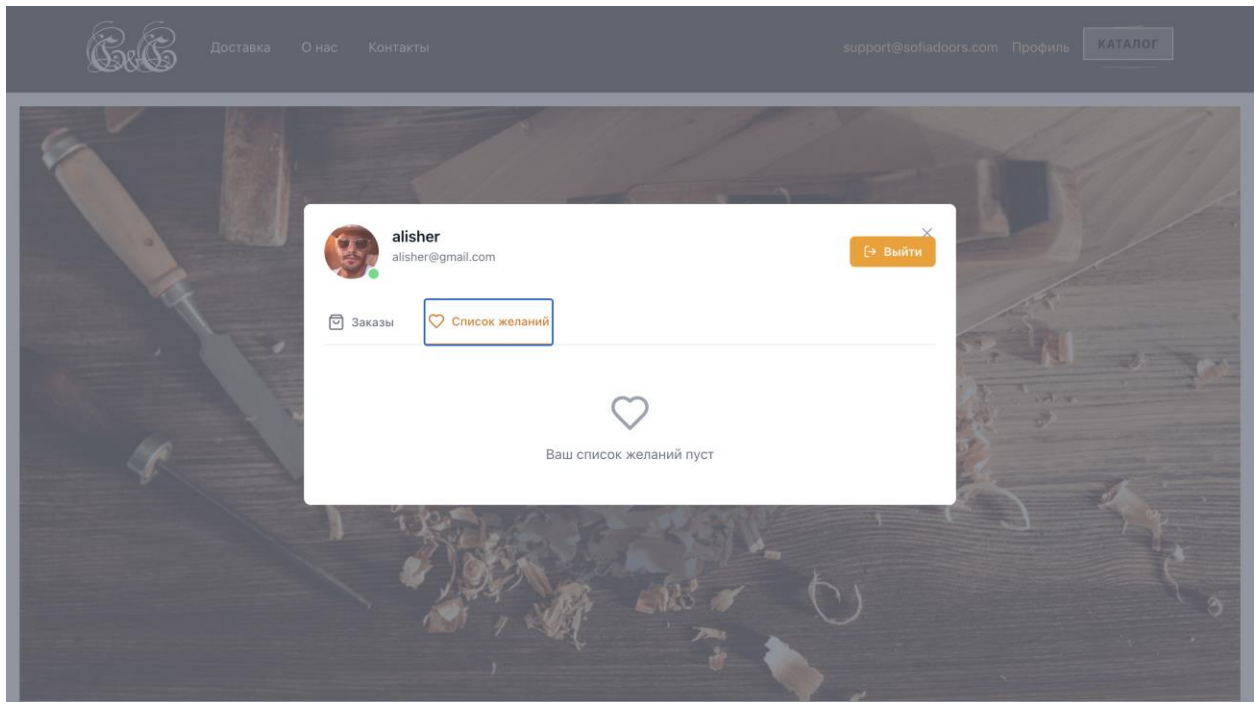 Доставка О нас Контакты support@sofiadoors.com Профиль КАТАЛОГ
alisher
alisher@gmail.com
Выйти
Заказы Список желаний
Ваш список желаний пуст